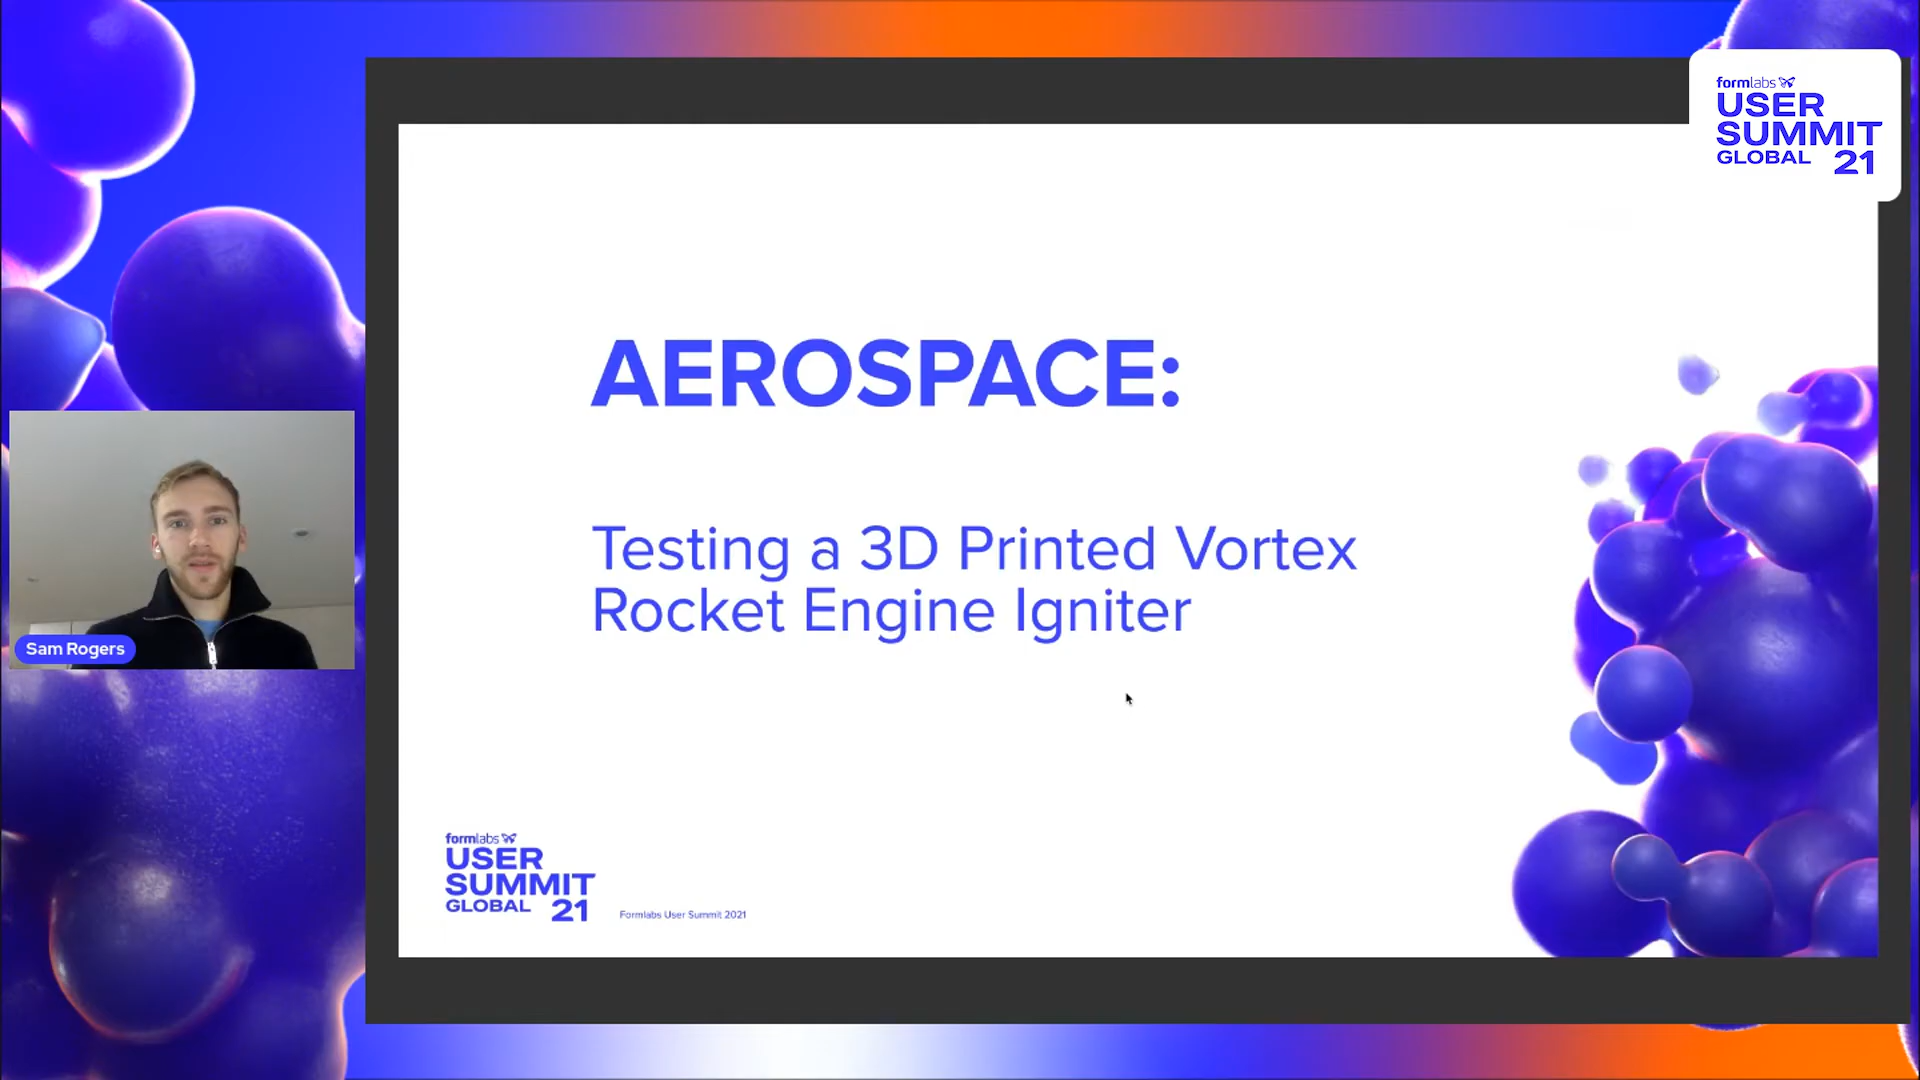 formlabs
USER
SUMMIT
GLOBAL 21
AEROSPACE:
Testing a 3D Printed Vortex
Rocket Engine Igniter
Sam Rogers
formlabs
USER
SUMMIT
GLOBAL 21
Formlabs User Summit 2021